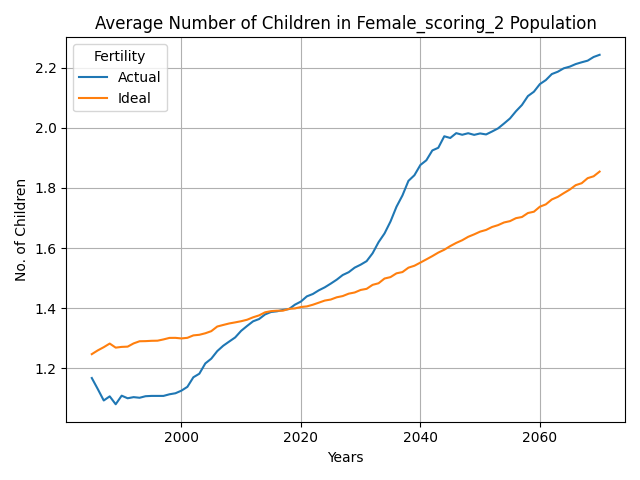 Average Number of Children in Female_scoring_2 Population
Fertility
Actual
Ideal
No. of Children
2.2
2.0
1.8
1.6
1.4
1.2
2000
2020
2040
2060
Years